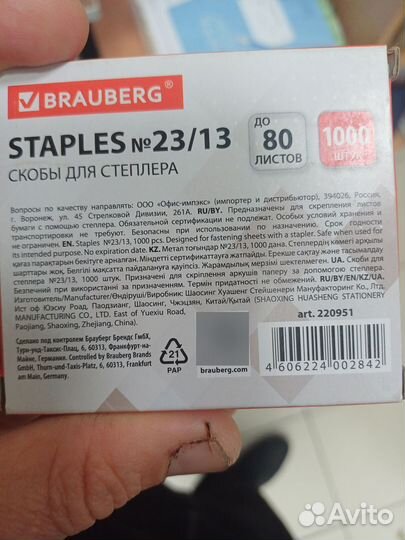 BRAUBERG®
STAPLES №23/13
СКОБЫ ДЛЯ СТЕПЛЕРА
ДО
80
ЛИСТОВ
1000
ШТУК
Вопросы по качеству направлять: ООО «Офис-импэкс» (импортер и дистрибьютор), 394026, Россия,
г. Воронеж, ул. 45 Стрелковой Дивизии, 261А. RU/BY. Предназначены для скрепления листов
бумаги с помощью степлера. Обязательной сертификации не подлежат. Особых условий хранения и
транспортировки не требуют. Безопасны при использовании по назначению. Срок годности
не ограничен. EN. Staples №23/13, 1000 pcs. Designed for fastening sheets with a stapler. Safe when used for
its intended purpose. No expiration date. KZ. Метал тоғындар №23/13, 1000 дана. Степлердің көмегі арқылы
қағаз парақтарын бекітуге арналған. Міндетті сертификаттауға жатпайды. Ерекше сақтау және тасымалдау
шарттары жоқ. Белгілі мақсатта пайдалануға қауіпсіз. Жарамдылық мерзімі шектелмеген. UA. Скоби для
степлера №23/13, 1000 штук. Призначені для скріплення аркушів паперу за допомогою степлера.
Безпечний при використанні за призначенням. Термін придатності не обмежений. RU/BY/EN/KZ/UA.
Изготовитель/Manufacturer/Өндіруші/Виробник: Шаосин Хуашенг Стейшенери Мануфакторинг Ко., Лтд.
Ист оф Юэксиу Роад, Паодзианг, Шаосинг, Чжэцзян, Китай/Қытай (SHAOXING HUASHENG STATIONERY
MANUFACTURING CO., LTD. East of Yuexiu Road,
Paojiang, Shaoxing, Zhejiang, China).
art. 220951
Сделано под контролем Брауберг Брендс ГмбХ,
Турн-унд-Таксис-Плац, 6, 60313, Франкфурт-на-
Майне, Германия. Controlled by Brauberg Brands
GmbH, Thurn-und-Taxis-Platz, 6, 60313, Frankfurt
am Main, Germany.
21
PAP
brauberg.com
4 606224 002842
Avito